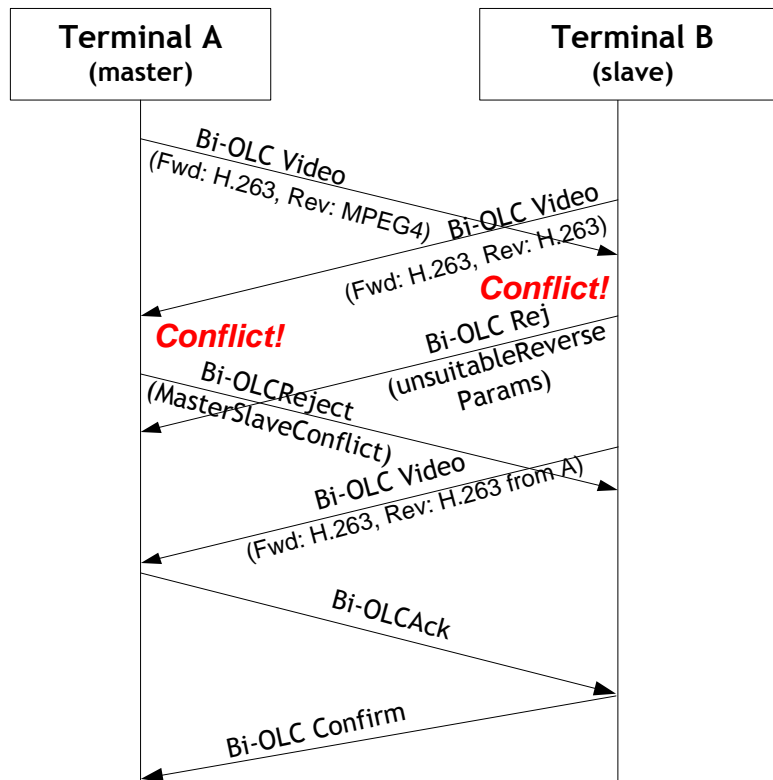 Terminal A
(master)
Terminal B
(slave)
Bi-OLC Video
(Fwd: H.263, Rev: MPEG4)
Bi-OLC Video
(Fwd: H.263, Rev: H.263)
Conflict!
Conflict!
Bi-OLC Rej
(unsuitableReverse
Params)
Bi-OLCReject
(MasterSlaveConflict)
Bi-OLC Video
(Fwd: H.263, Rev: H.263 from A)
Bi-OLCAck
Bi-OLC Confirm